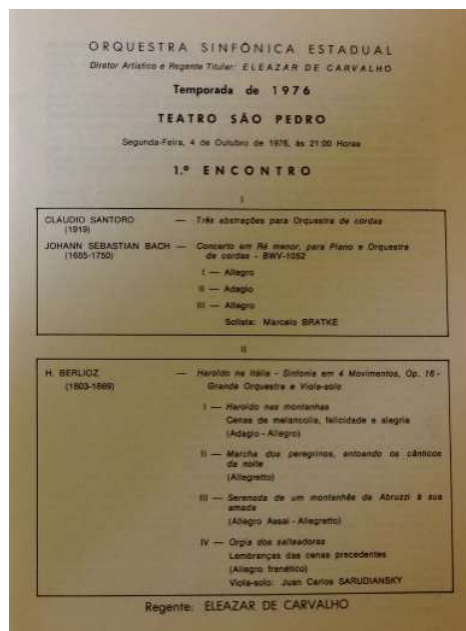 ORQUESTRA SINFÔNICA ESTADUAL
Diretor Artístico e Regente Titular: ELEAZAR DE CARVALHO
Temporada de 1976
TEATRO SÃO PEDRO
Segunda-Feira, 4 de Outubro de 1976, às 21:00 Horas
1.º ENCONTRO
I
CLÁUDIO SANTORO — Três abstrações para Orquestra de cordas
(1919)
JOHANN SEBASTIAN BACH — Concerto em Ré menor, para Piano e Orquestra
(1685-1750) de cordas - BWV-1052
I — Allegro
II — Adagio
III — Allegro
Solista: Marcelo BRATKE
II
H. BERLIOZ — Haroldo na Itália - Sinfonia em 4 Movimentos, Op. 16 -
(1803-1869) Grande Orquestra e Viola-solo
I — Haroldo nas montanhas
Cenas de melancolia, felicidade e alegria
(Adagio - Allegro)
II — Marcha dos peregrinos, entoando os cânticos
da noite
(Allegretto)
III — Serenada de um montanhês de Abruzzi à sua
amada
(Allegro Assai - Allegretto)
IV — Orgia dos salteadores
Lembranças das cenas precedentes
(Allegro frenético)
Viola-solo: Juan Carlos SARUDIANSKY
Regente: ELEAZAR DE CARVALHO